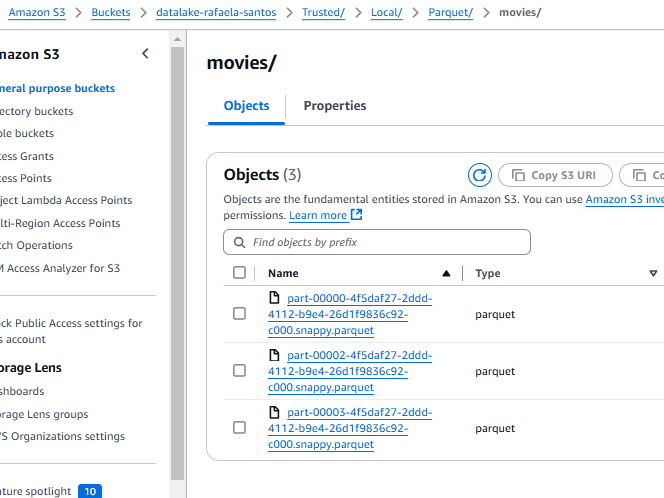 Amazon S3 > Buckets > datalake-rafaela-santos > Trusted/ > Local/ > Parquet/ > movies/
mazon S3
neral purpose buckets
ectory buckets
ble buckets
cess Grants
cess Points
ject Lambda Access Points
lti-Region Access Points
tch Operations
M Access Analyzer for S3
ock Public Access settings for
s account
orage Lens
shboards
orage Lens groups
/S Organizations settings
ature spotlight 10
movies/
Objects
Properties
Objects (3)
Copy S3 URI
Co
Objects are the fundamental entities stored in Amazon S3. You can use Amazon S3 inve
permissions. Learn more
Find objects by prefix
Name
Type
part-00000-4f5daf27-2ddd-
4112-b9e4-26d1f9836c92-
c000.snappy.parquet
parquet
part-00002-4f5daf27-2ddd-
4112-b9e4-26d1f9836c92-
c000.snappy.parquet
parquet
part-00003-4f5daf27-2ddd-
4112-b9e4-26d1f9836c92-
c000.snappy.parquet
parquet